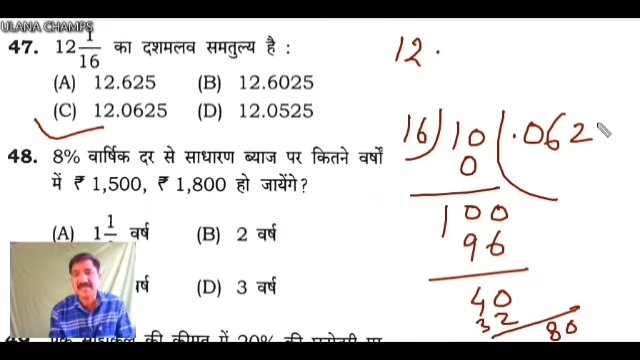 ULANA CHAMPS
47. 12 1/16 का दशमलव समतुल्य है :
(A) 12.625 (B) 12.6025
(C) 12.0625 (D) 12.0525
48. 8% वार्षिक दर से साधारण ब्याज पर कितने वर्षों
में ₹ 1,500, ₹ 1,800 हो जायेंगे?
(A) 1 1/ वर्ष (B) 2 वर्ष
र्ष (D) 3 वर्ष
की कीमत में 20% की
12.
16)10(.062
0
100
96
40
32
80